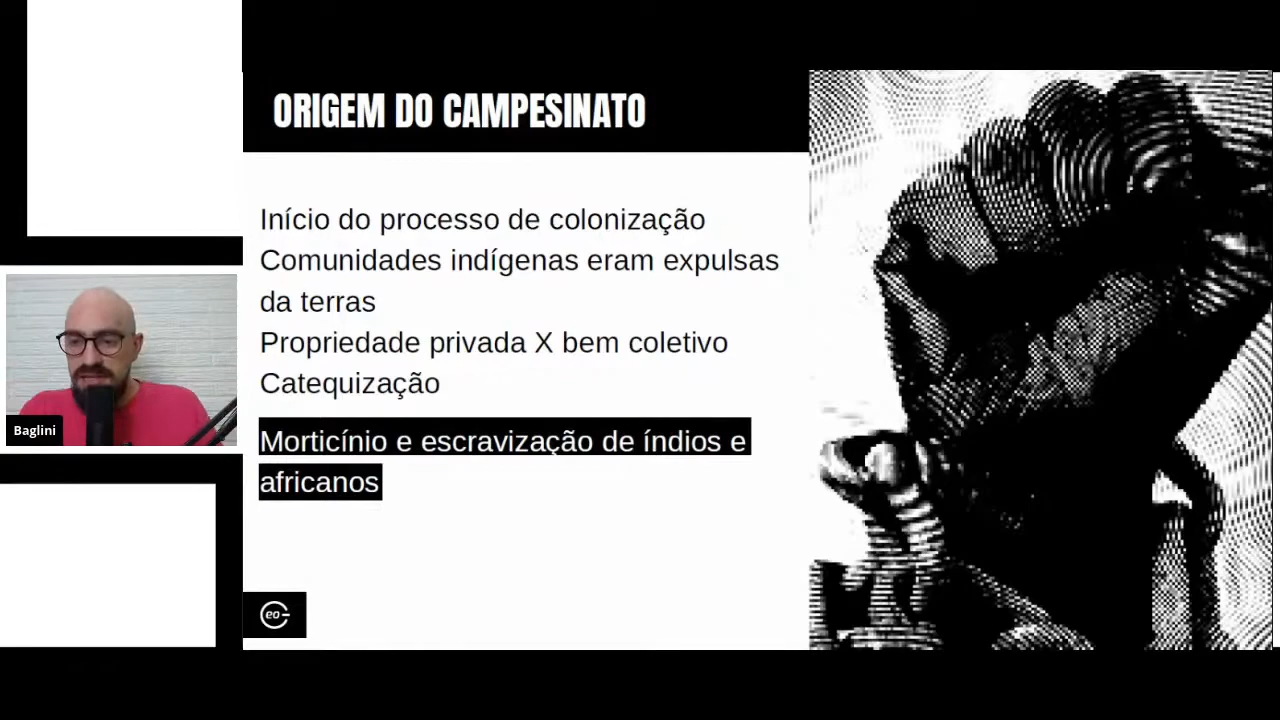 ORIGEM DO CAMPESINATO
Início do processo de colonização
Comunidades indígenas eram expulsas
da terras
Propriedade privada X bem coletivo
Catequização
Morticínio e escravização de índios e
africanos
Baglini
eo